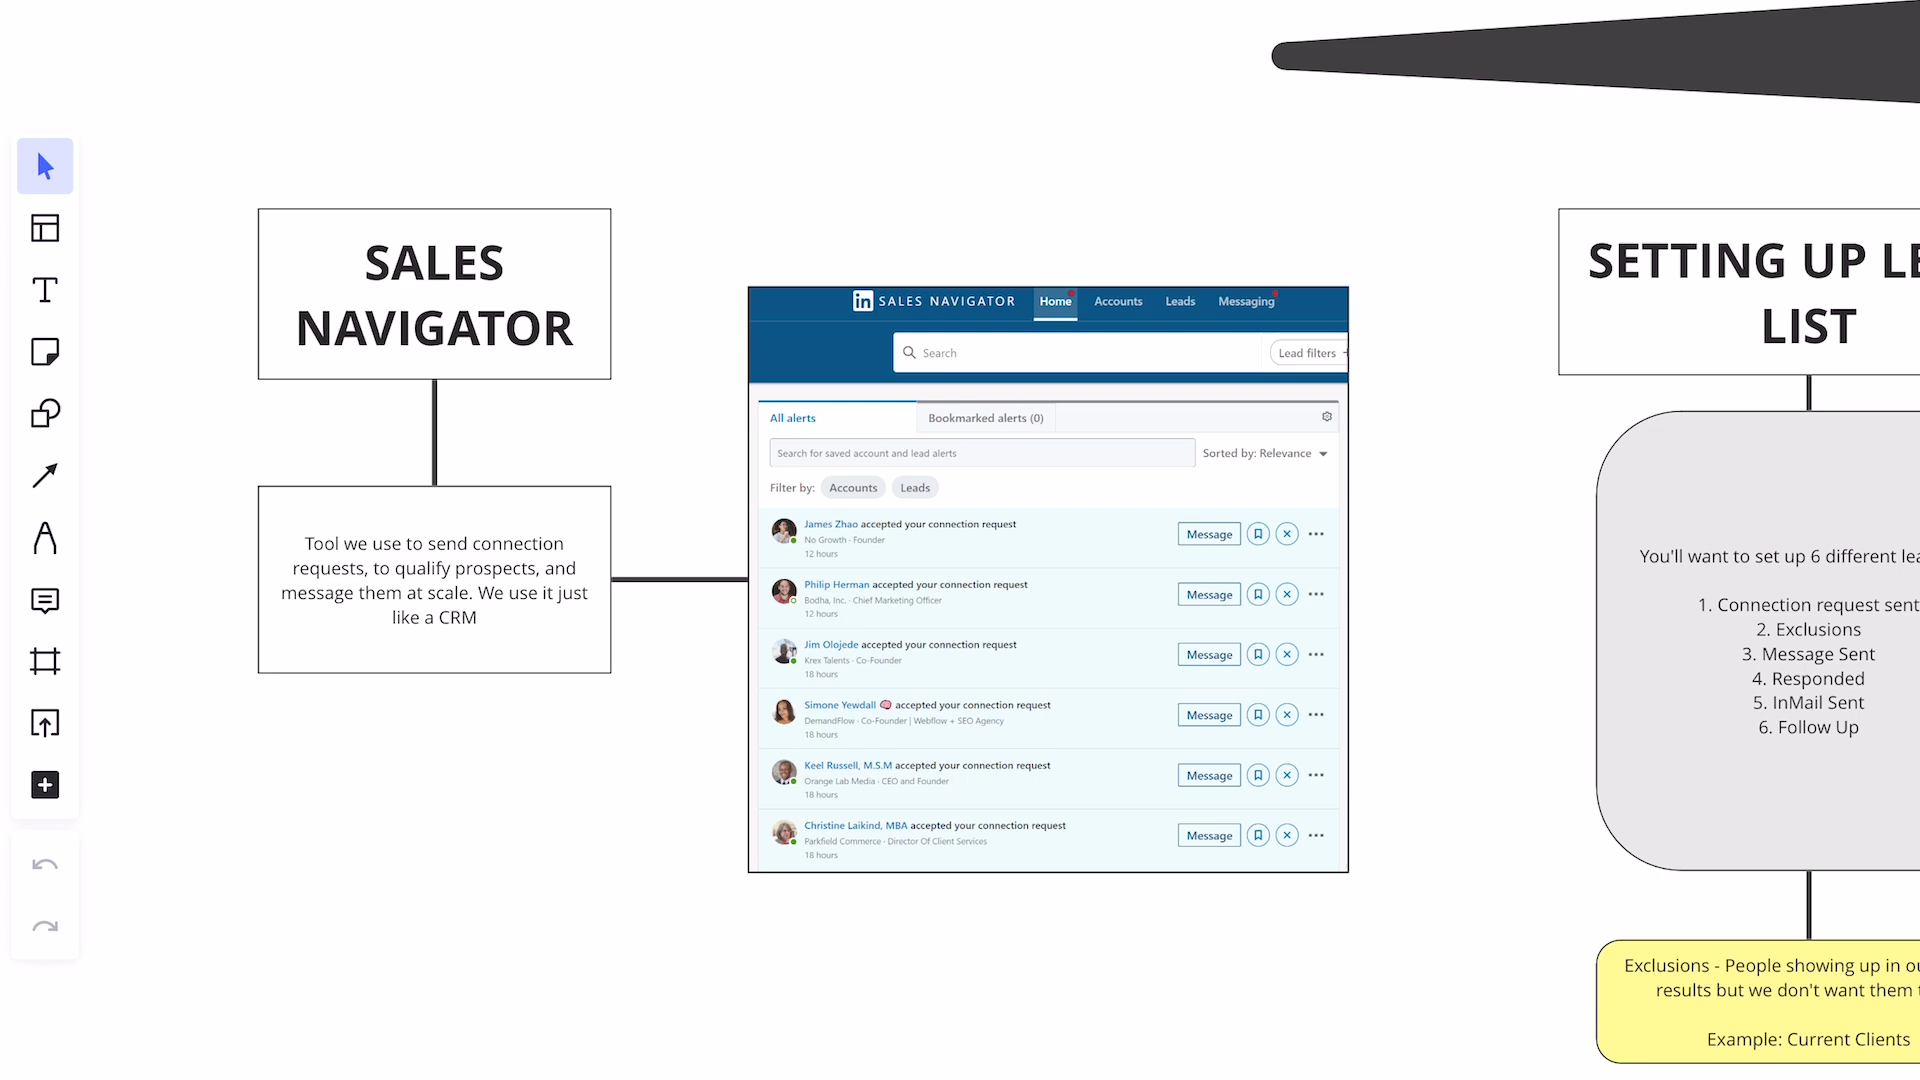 SALES
NAVIGATOR
Tool we use to send connection
requests, to qualify prospects, and
message them at scale. We use it just
like a CRM
in SALES NAVIGATOR Home Accounts Leads Messaging
Search Lead filters +
All alerts Bookmarked alerts (0)
Search for saved account and lead alerts Sorted by: Relevance
Filter by: Accounts Leads
James Zhao accepted your connection request
No Growth · Founder
12 hours
Message
Philip Herman accepted your connection request
Bodha, Inc. · Chief Marketing Officer
12 hours
Message
Jim Olojede accepted your connection request
Krex Talents · Co-Founder
18 hours
Message
Simone Yewdall 🧠 accepted your connection request
DemandFlow · Co-Founder | Webflow + SEO Agency
18 hours
Message
Keel Russell, M.S.M accepted your connection request
Orange Lab Media · CEO and Founder
18 hours
Message
Christine Laikind, MBA accepted your connection request
Parkfield Commerce · Director Of Client Services
18 hours
Message
SETTING UP LE
LIST
You'll want to set up 6 different lea
1. Connection request sent
2. Exclusions
3. Message Sent
4. Responded
5. InMail Sent
6. Follow Up
Exclusions - People showing up in ou
results but we don't want them t
Example: Current Clients